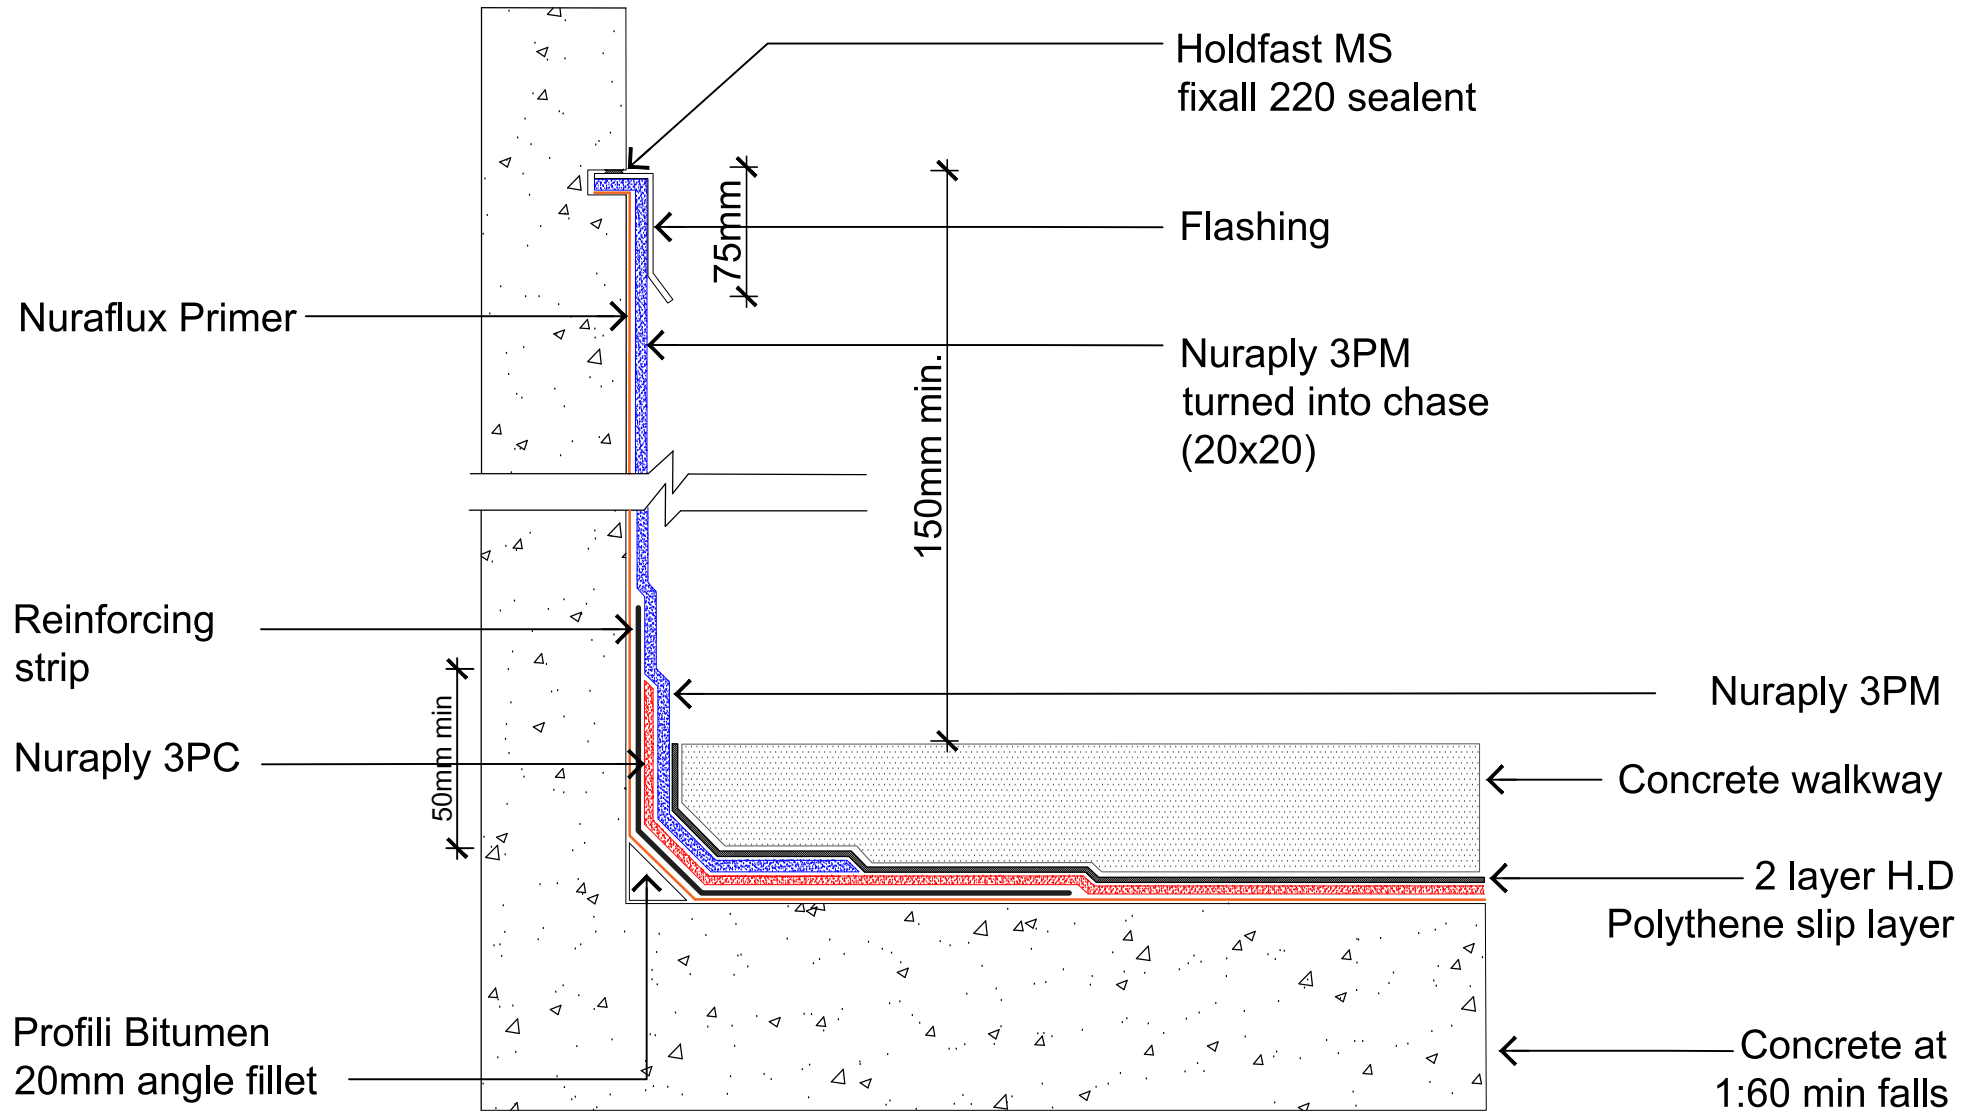 Holdfast MS
fixall 220 sealent
75mm
Flashing
Nuraflux Primer
Nuraply 3PM
turned into chase
(20x20)
150mm min.
Reinforcing
strip
50mm min
Nuraply 3PM
Nuraply 3PC
Concrete walkway
2 layer H.D
Polythene slip layer
Profili Bitumen
20mm angle fillet
Concrete at
1:60 min falls